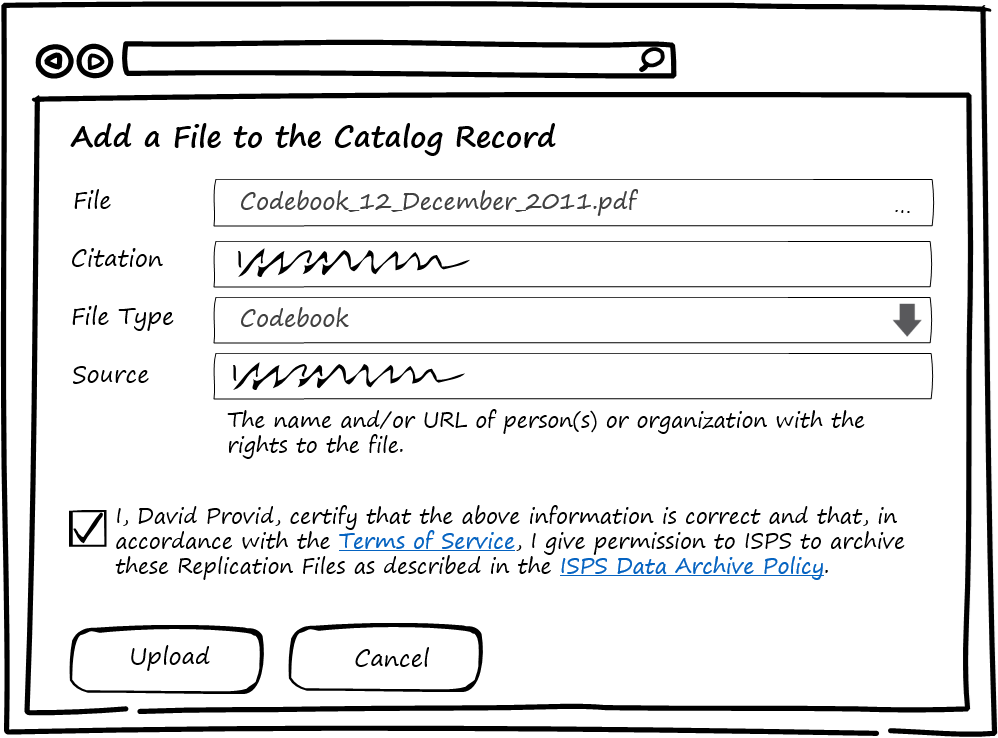 Add a File to the Catalog Record
File
Codebook_12_December_2011.pdf
...
Citation
File Type
Codebook
Source
The name and/or URL of person(s) or organization with the
rights to the file.
I, David Provid, certify that the above information is correct and that, in
accordance with the Terms of Service, I give permission to ISPS to archive
these Replication Files as described in the ISPS Data Archive Policy.
Upload
Cancel